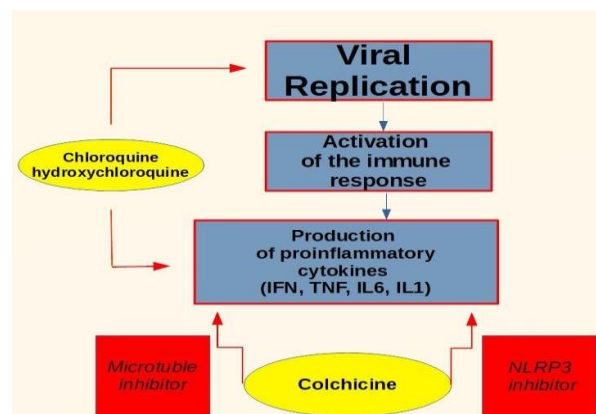 Viral
Replication
Activation
of the immune
response
Chloroquine
hydroxychloroquine
Production
of proinflammatory
cytokines
(IFN, TNF, IL6, IL1)
Microtuble
inhibitor
Colchicine
NLRP3
inhibitor